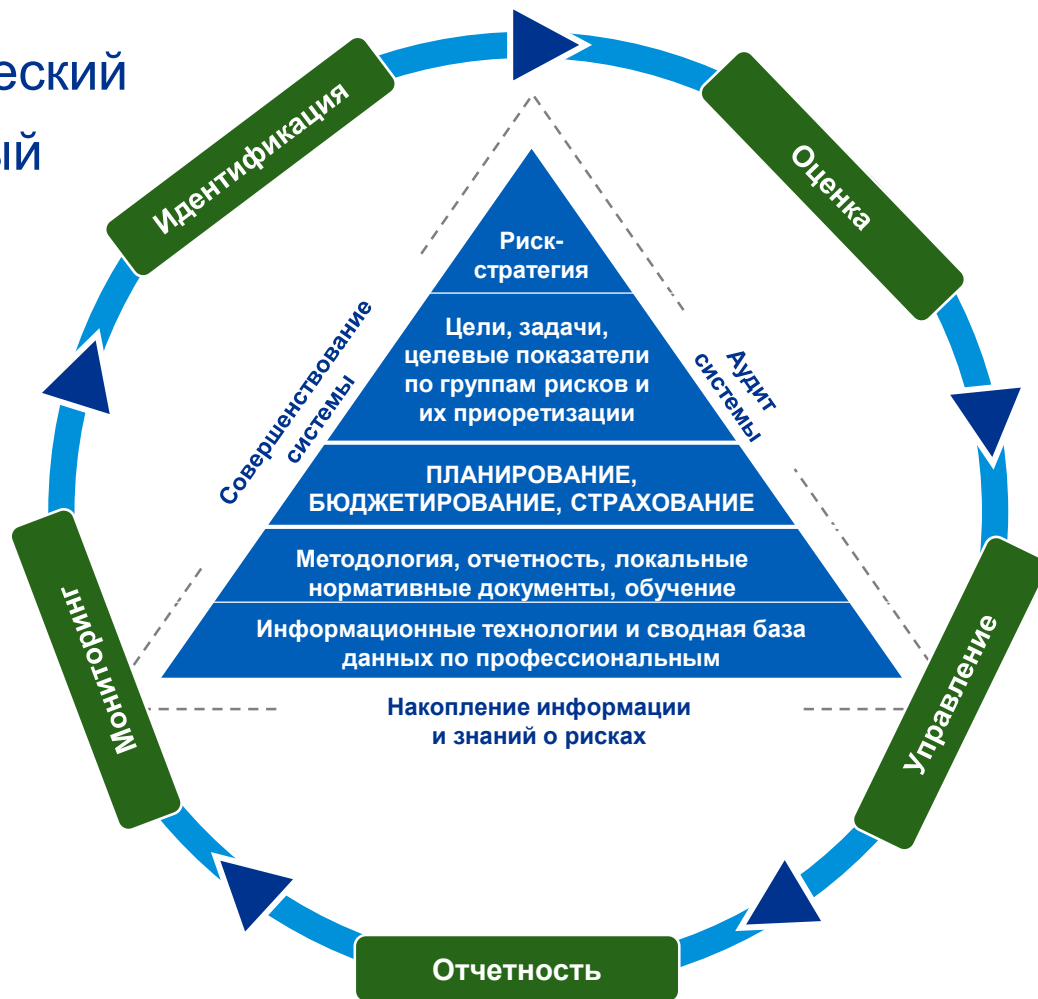 еский
ый
Идентификация
Оценка
Риск-
стратегия
Цели, задачи,
целевые показатели
по группам рисков и
их приоретизации
Совершенствование
системы
Аудит
системы
ПЛАНИРОВАНИЕ,
БЮДЖЕТИРОВАНИЕ, СТРАХОВАНИЕ
Методология, отчетность, локальные
нормативные документы, обучение
Информационные технологии и сводная база
данных по профессиональным
Мониторинг
Управление
Накопление информации
и знаний о рисках
Отчетность